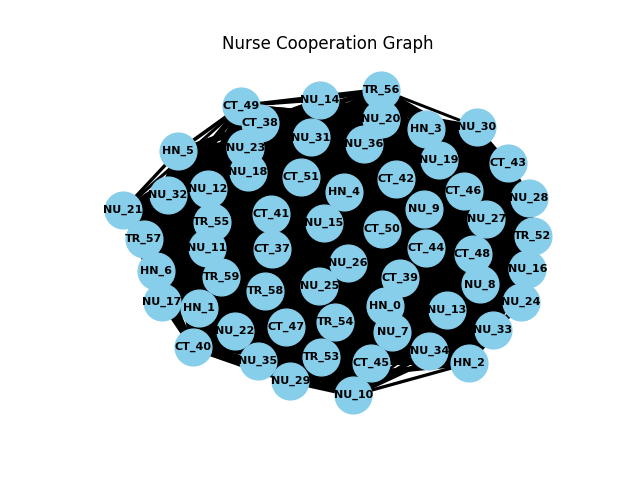 Nurse Cooperation Graph
TR_56
NU_14
CT_49
NU_20
CT_38
NU_30
HN_3
NU_31
NU_36
NU_23
HN_5
NU_19
CT_43
NU_18
CT_51
CT_42
NU_12
CT_46
HN_4
NU_32
NU_28
NU_9
NU_21
CT_41
NU_27
TR_55
NU_15
CT_50
TR_52
TR_57
NU_11
CT_44
CT_37
CT_48
NU_26
NU_16
HN_6
TR_59
CT_39
NU_8
NU_25
TR_58
NU_17
NU_24
HN_0
HN_1
NU_13
TR_54
CT_47
NU_33
NU_22
NU_7
CT_40
NU_34
TR_53
NU_35
CT_45
HN_2
NU_29
NU_10